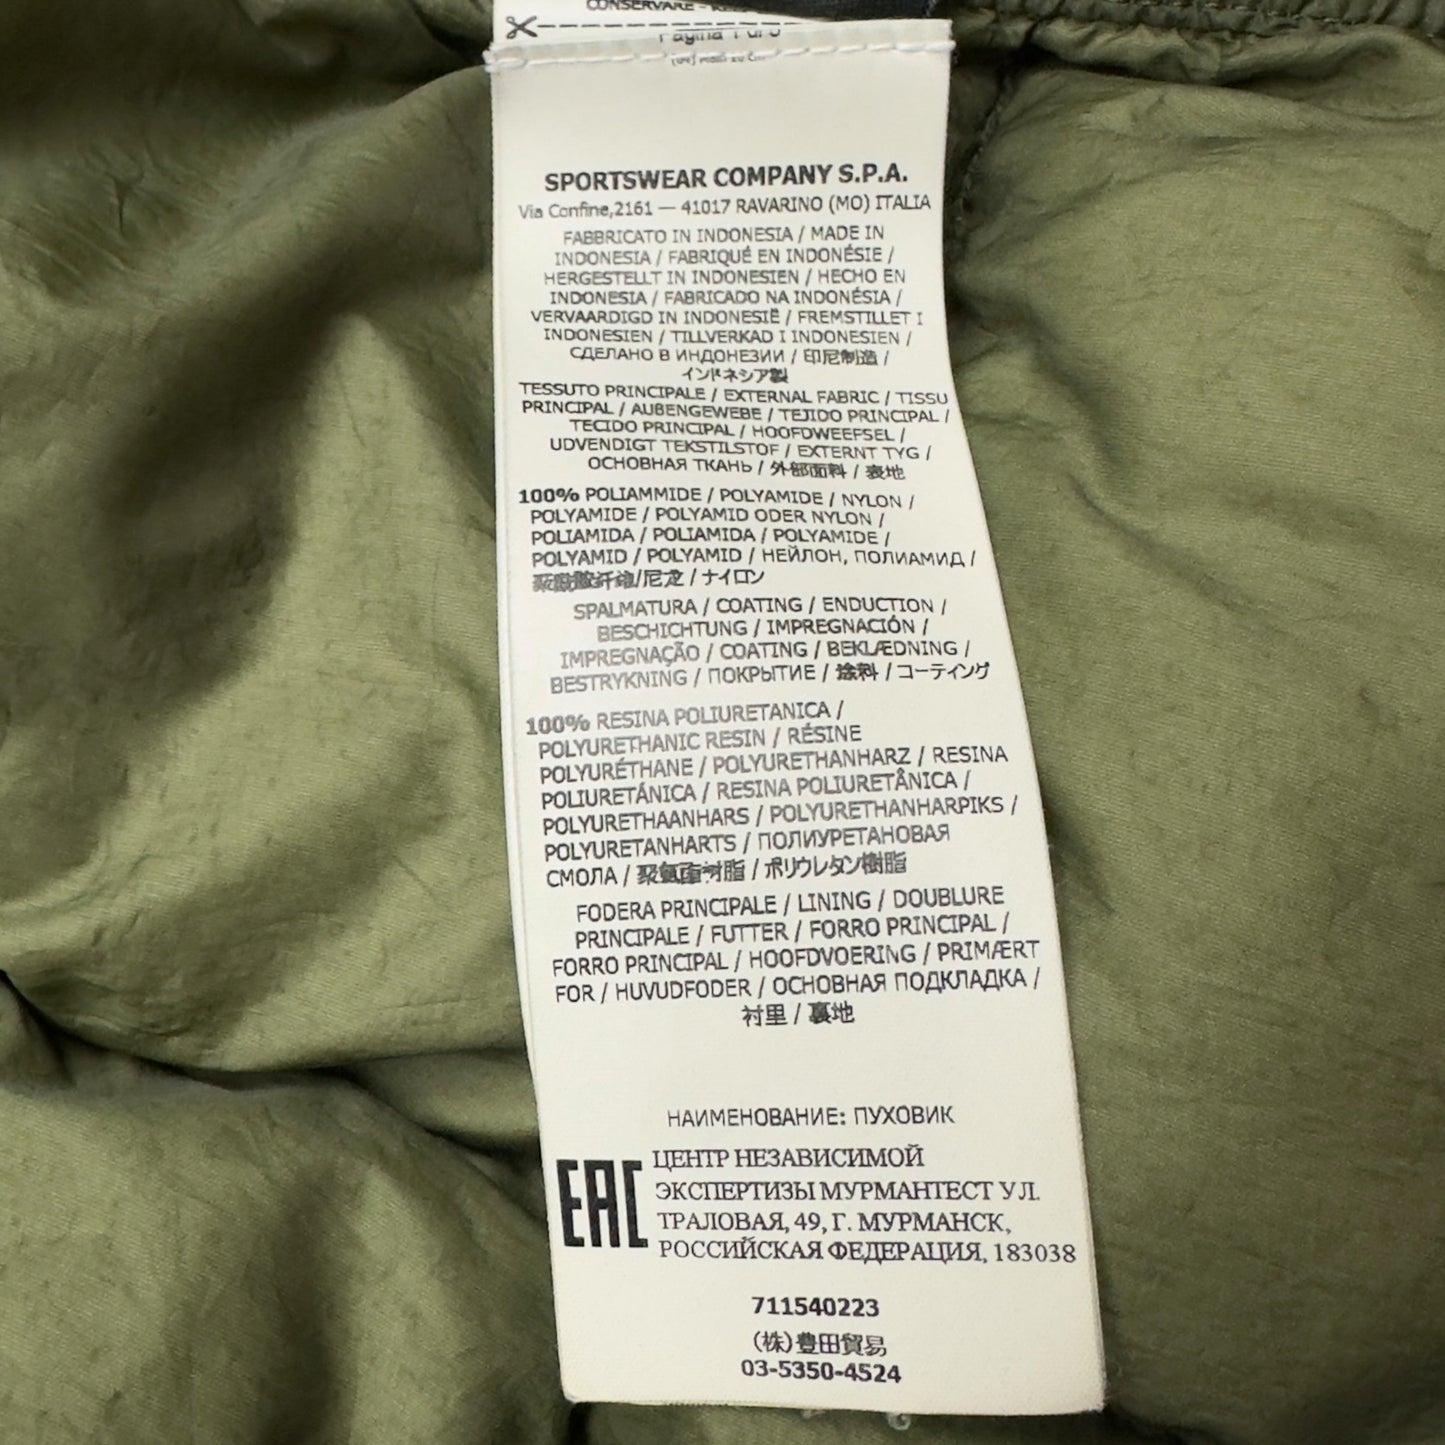 CONSERVARE -
Pagina 1 di 5
SPORTSWEAR COMPANY S.P.A.
Via Confine,2161 — 41017 RAVARINO (MO) ITALIA
FABBRICATO IN INDONESIA / MADE IN
INDONESIA / FABRIQUÉ EN INDONÉSIE /
HERGESTELLT IN INDONESIEN / HECHO EN
INDONESIA / FABRICADO NA INDONÉSIA /
VERVAARDIGD IN INDONESIË / FREMSTILLET I
INDONESIEN / TILLVERKAD I INDONESIEN /
СДЕЛАНО В ИНДОНЕЗИИ / 印尼制造 /
インドネシア製
TESSUTO PRINCIPALE / EXTERNAL FABRIC / TISSU
PRINCIPAL / AUßENGEWEBE / TEJIDO PRINCIPAL /
TECIDO PRINCIPAL / HOOFDWEEFSEL /
UDVENDIGT TEKSTILSTOF / EXTERNT TYG /
ОСНОВНАЯ ТКАНЬ / 外部面料 / 表地
100% POLIAMMIDE / POLYAMIDE / NYLON /
POLYAMIDE / POLYAMID ODER NYLON /
POLIAMIDA / POLIAMIDA / POLYAMIDE /
POLYAMID / POLYAMID / НЕЙЛОН, ПОЛИАМИД /
聚酰胺纤维/尼龙 / ナイロン
SPALMATURA / COATING / ENDUCTION /
BESCHICHTUNG / IMPREGNACIÓN /
IMPREGNAÇÃO / COATING / BEKLÆDNING /
BESTRYKNING / ПОКРЫТИЕ / 涂料 / コーティング
100% RESINA POLIURETANICA /
POLYURETHANIC RESIN / RÉSINE
POLYURÉTHANE / POLYURETHANHARZ / RESINA
POLIURETÁNICA / RESINA POLIURETÂNICA /
POLYURETHAANHARS / POLYURETHANHARPIKS /
POLYURETANHARTS / ПОЛИУРЕТАНОВАЯ
СМОЛА / 聚氨酯树脂 / ポリウレタン樹脂
FODERA PRINCIPALE / LINING / DOUBLURE
PRINCIPALE / FUTTER / FORRO PRINCIPAL /
FORRO PRINCIPAL / HOOFDVOERING / PRIMÆRT
FOR / HUVUDFODER / ОСНОВНАЯ ПОДКЛАДКА /
衬里 / 裏地
НАИМЕНОВАНИЕ: ПУХОВИК
EAC
ЦЕНТР НЕЗАВИСИМОЙ
ЭКСПЕРТИЗЫ МУРМАНТЕСТ УЛ.
ТРАЛОВАЯ, 49, Г. МУРМАНСК,
РОССИЙСКАЯ ФЕДЕРАЦИЯ, 183038
711540223
(株)豊田貿易
03-5350-4524